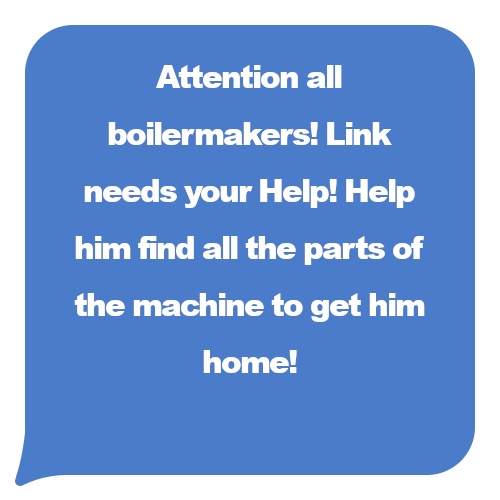 Attention all
boilermakers! Link
needs your Help! Help
him find all the parts of
the machine to get him
home!